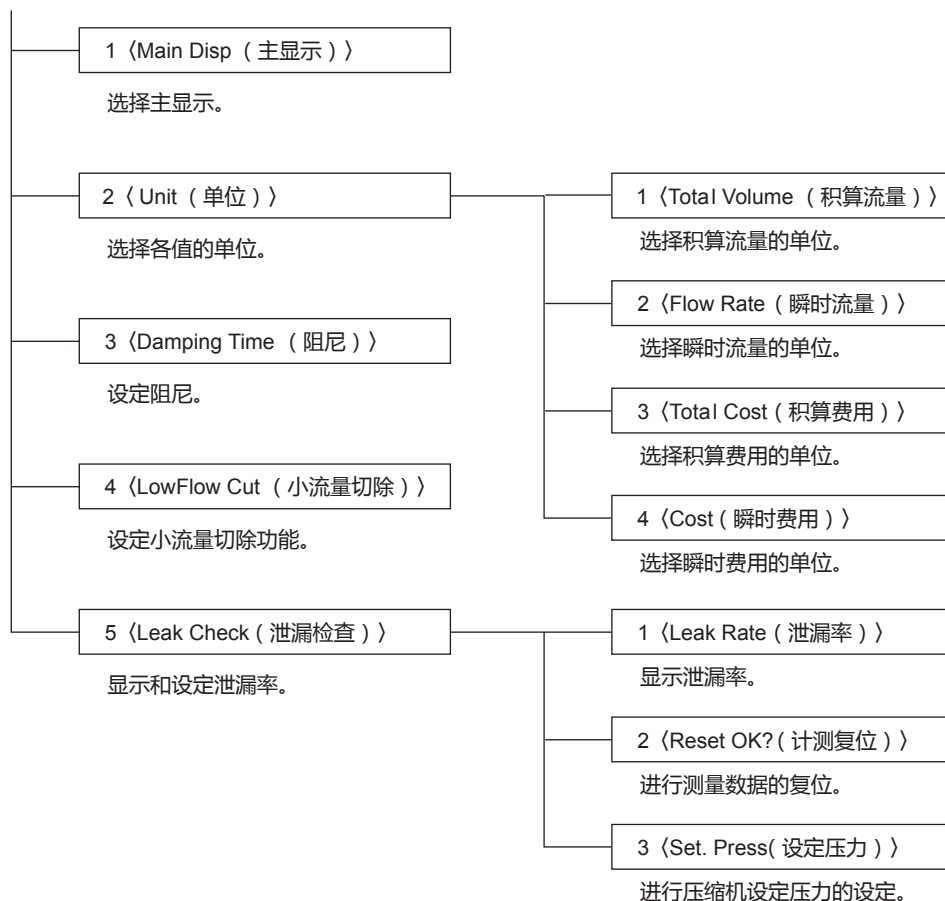 1〈Main Disp （主显示）〉
选择主显示。
2〈 Unit （单位）〉
选择各值的单位。
1〈Total Volume （积算流量）〉
选择积算流量的单位。
2〈Flow Rate（瞬时流量）〉
选择瞬时流量的单位。
3〈Total Cost（积算费用）〉
选择积算费用的单位。
4〈Cost（瞬时费用）〉
选择瞬时费用的单位。
3〈Damping Time （阻尼）〉
设定阻尼。
4〈LowFlow Cut （小流量切除）〉
设定小流量切除功能。
5〈Leak Check（泄漏检查）〉
显示和设定泄漏率。
1〈Leak Rate（泄漏率）〉
显示泄漏率。
2〈Reset OK?（计测复位）〉
进行测量数据的复位。
3〈Set. Press( 设定压力）〉
进行压缩机设定压力的设定。